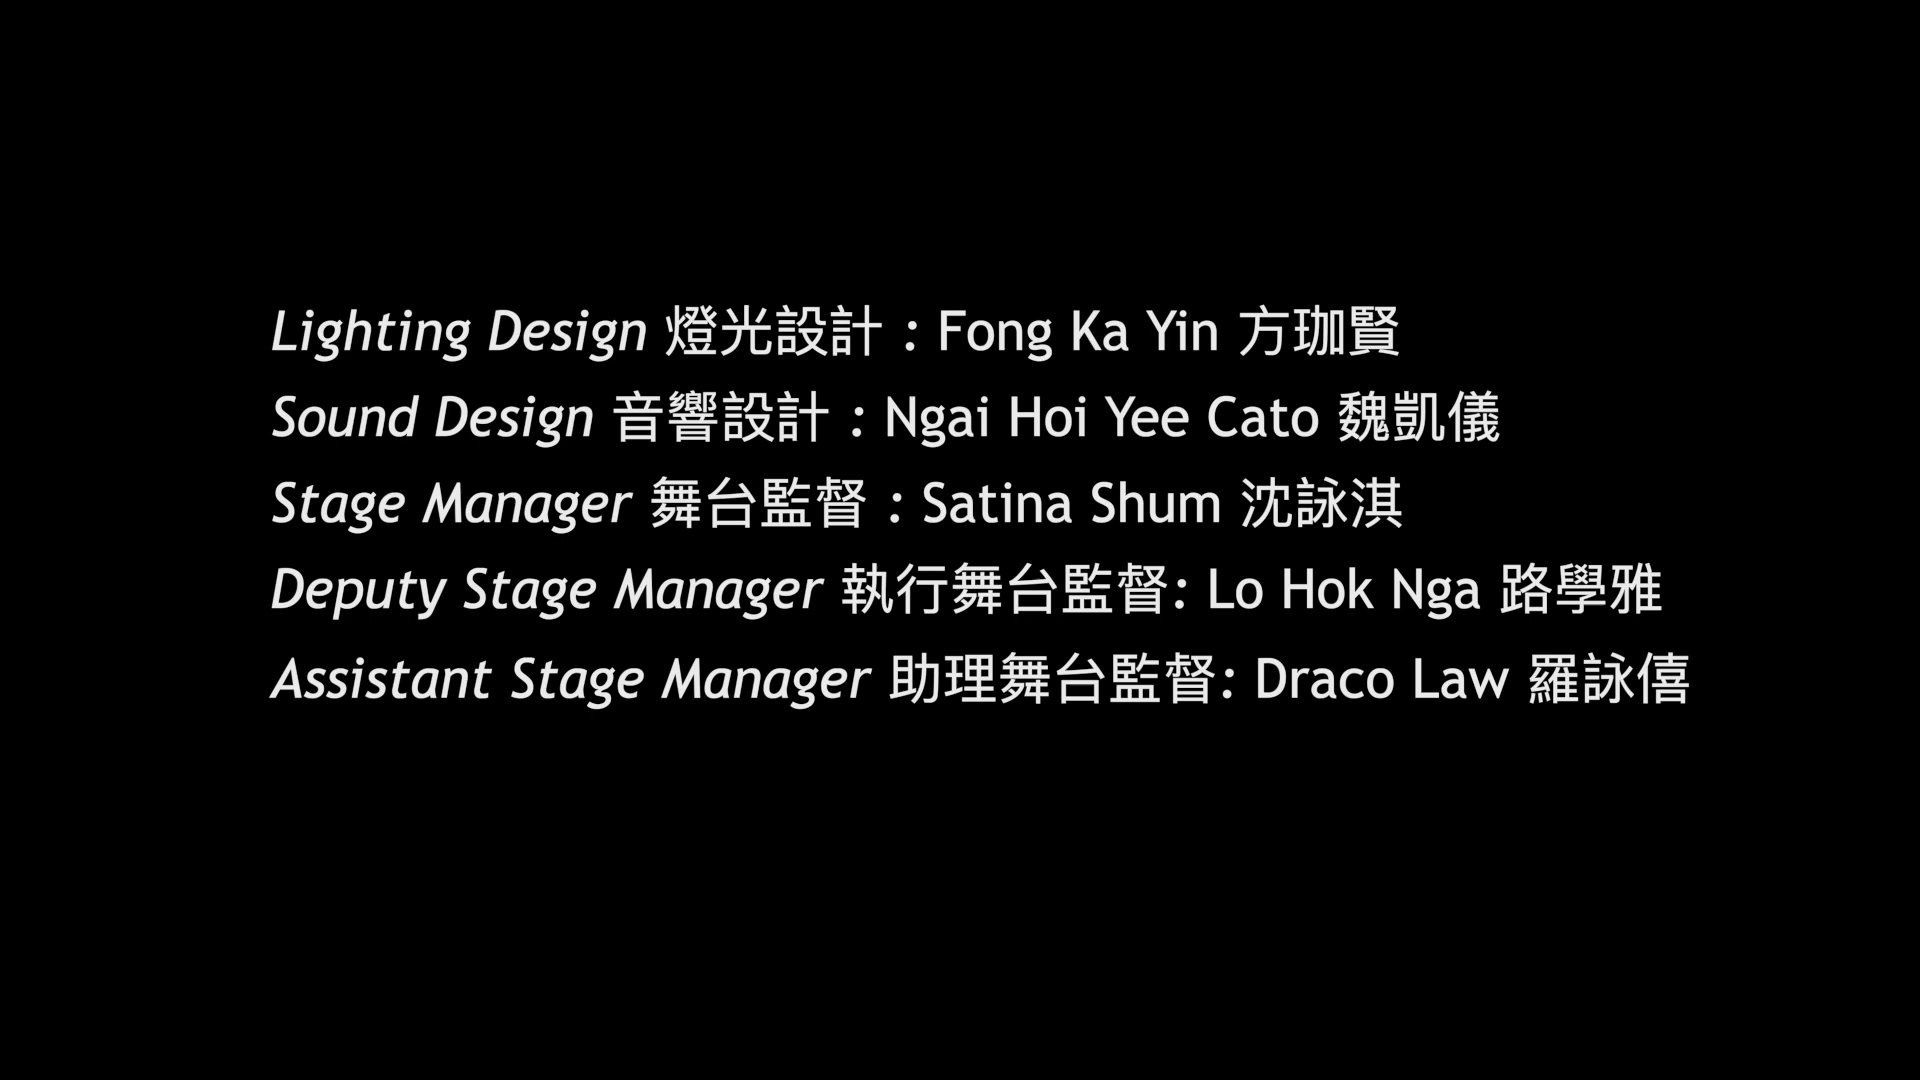 Lighting Design 燈光設計 : Fong Ka Yin 方珈賢
Sound Design 音響設計 : Ngai Hoi Yee Cato 魏凱儀
Stage Manager 舞台監督 : Satina Shum 沈詠淇
Deputy Stage Manager 執行舞台監督: Lo Hok Nga 路學雅
Assistant Stage Manager 助理舞台監督: Draco Law 羅詠僖